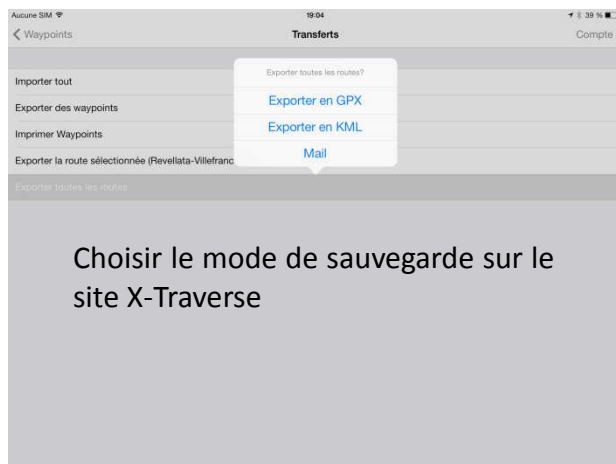 Aucune SIM 19:04 39 %
Waypoints Transferts Compte
Exporter toutes les routes?
Importer tout
Exporter en GPX
Exporter des waypoints
Exporter en KML
Imprimer Waypoints
Mail
Exporter la route sélectionnée (Revellata-Villefranc
Exporter toutes les routes
Choisir le mode de sauvegarde sur le
site X-Traverse